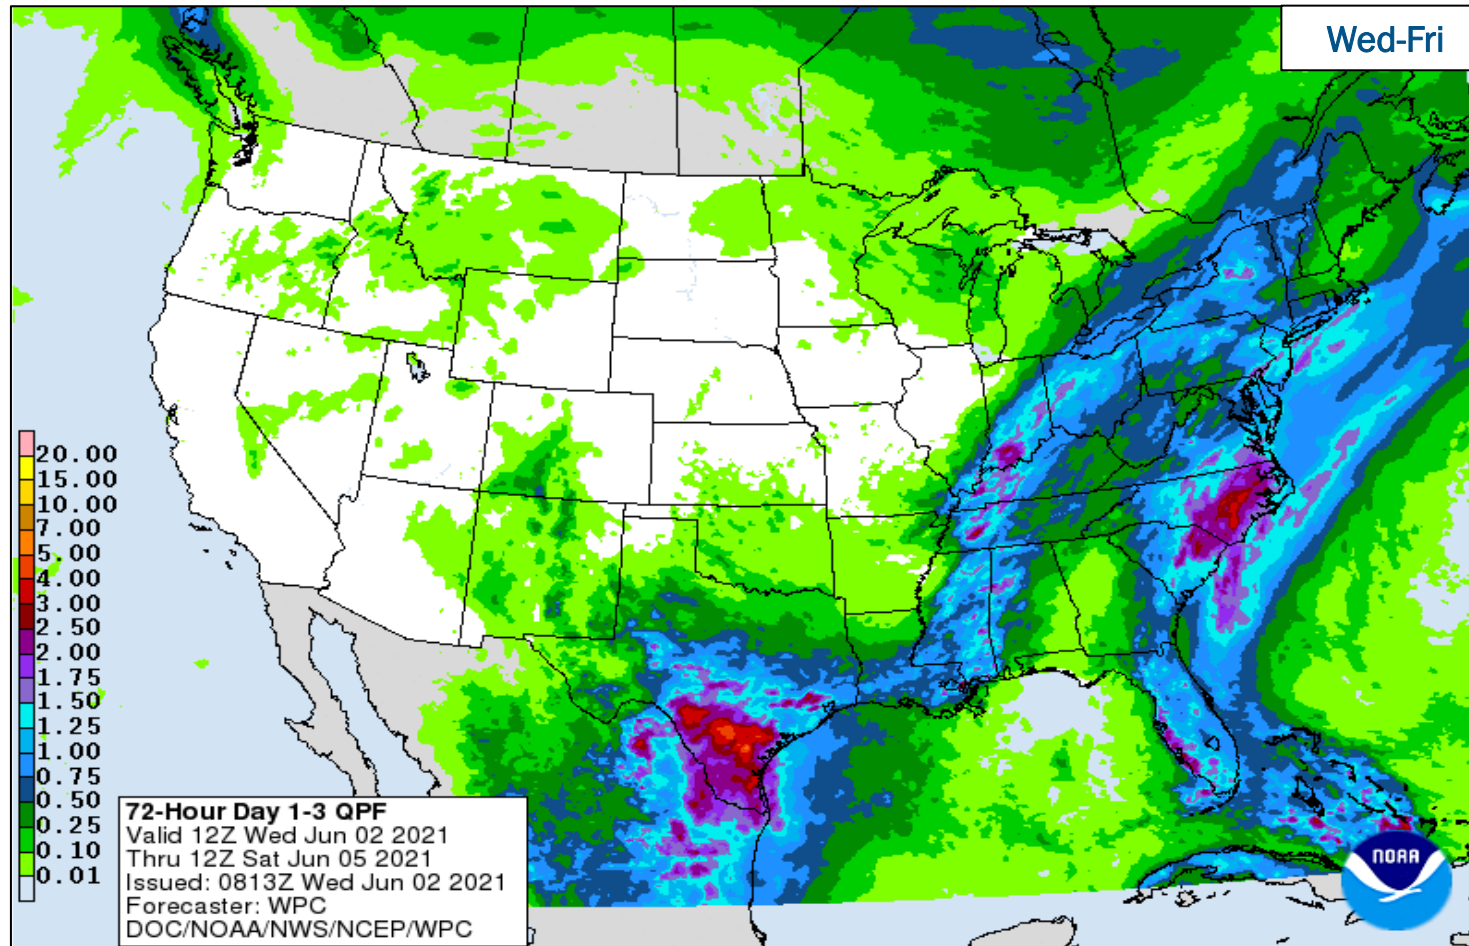 Wed-Fri
20.00
15.00
10.00
7.00
5.00
4.00
3.00
2.50
2.00
1.75
1.50
1.25
1.00
0.75
0.50
0.25
0.10
0.01
72-Hour Day 1-3 QPF
Valid 12Z Wed Jun 02 2021
Thru 12Z Sat Jun 05 2021
Issued: 0813Z Wed Jun 02 2021
Forecaster: WPC
DOC/NOAA/NWS/NCEP/WPC
NOAA